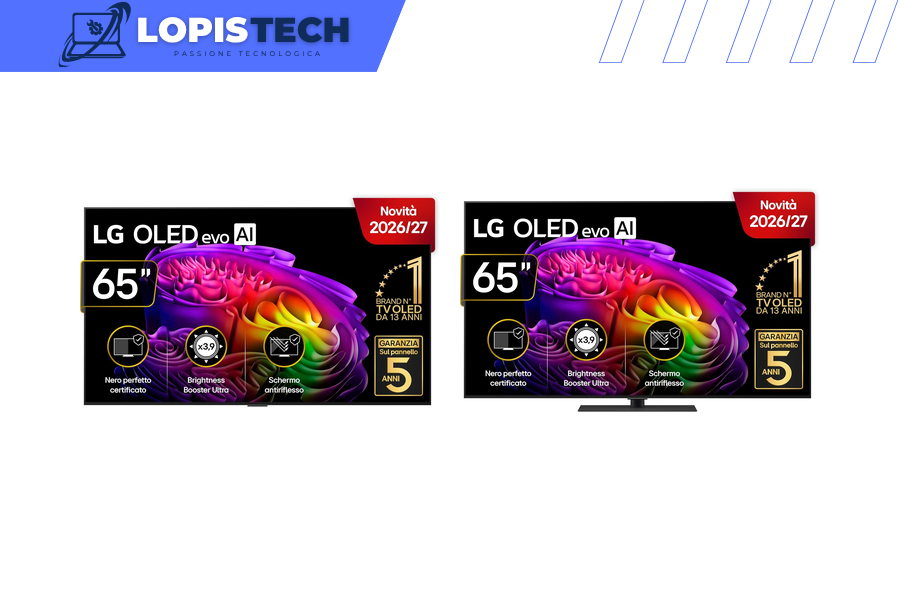 LOPISTECH
PASSIONE TECNOLOGICA
LG OLED evo AI
Novità
2026/27
65”
1
BRAND N°
TV OLED
DA 13 ANNI
x3,9
Nero perfetto
certificato
Brightness
Booster Ultra
Schermo
antiriflesso
GARANZIA
Sul pannello
5
ANNI
LG OLED evo AI
Novità
2026/27
65”
1
BRAND N°
TV OLED
DA 13 ANNI
x3,9
Nero perfetto
certificato
Brightness
Booster Ultra
Schermo
antiriflesso
GARANZIA
Sul pannello
5
ANNI